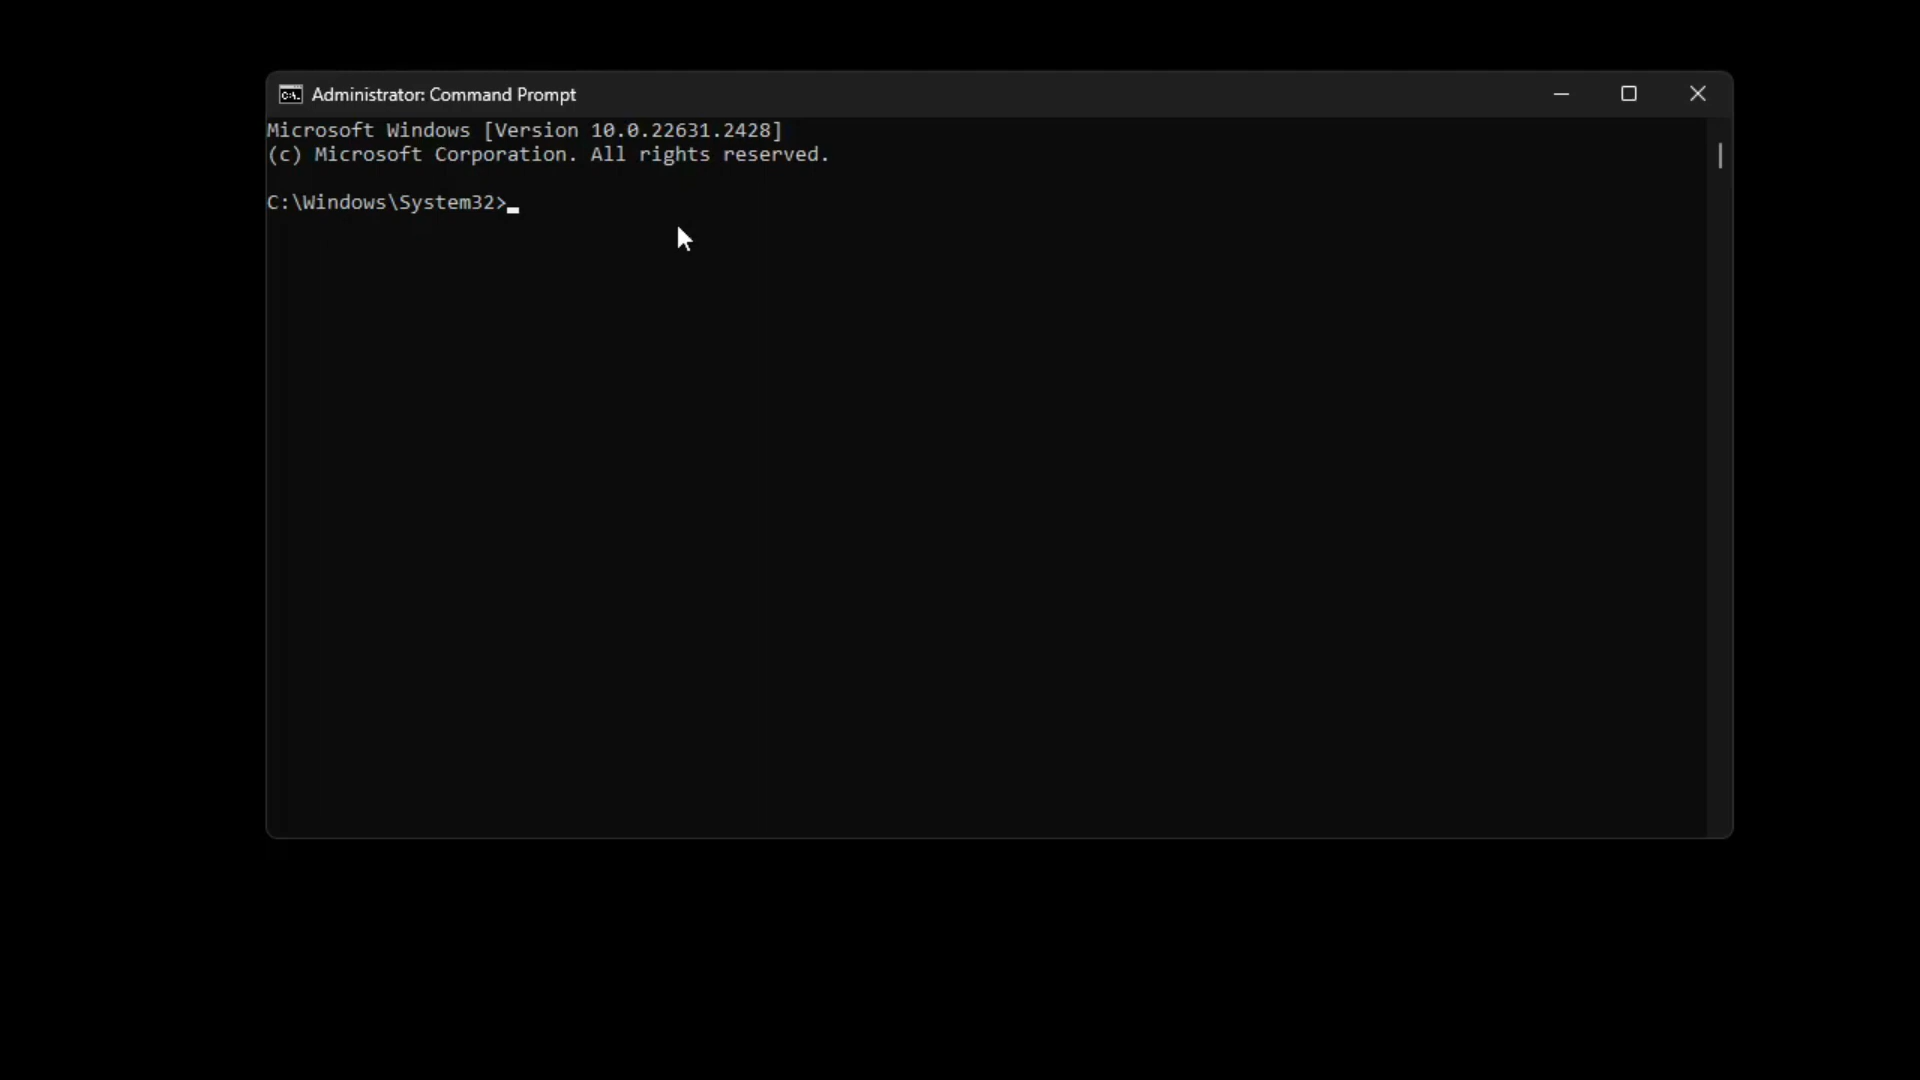 Administrator: Command Prompt
Microsoft Windows [Version 10.0.22631.2428]
(c) Microsoft Corporation. All rights reserved.
C:\Windows\System32>